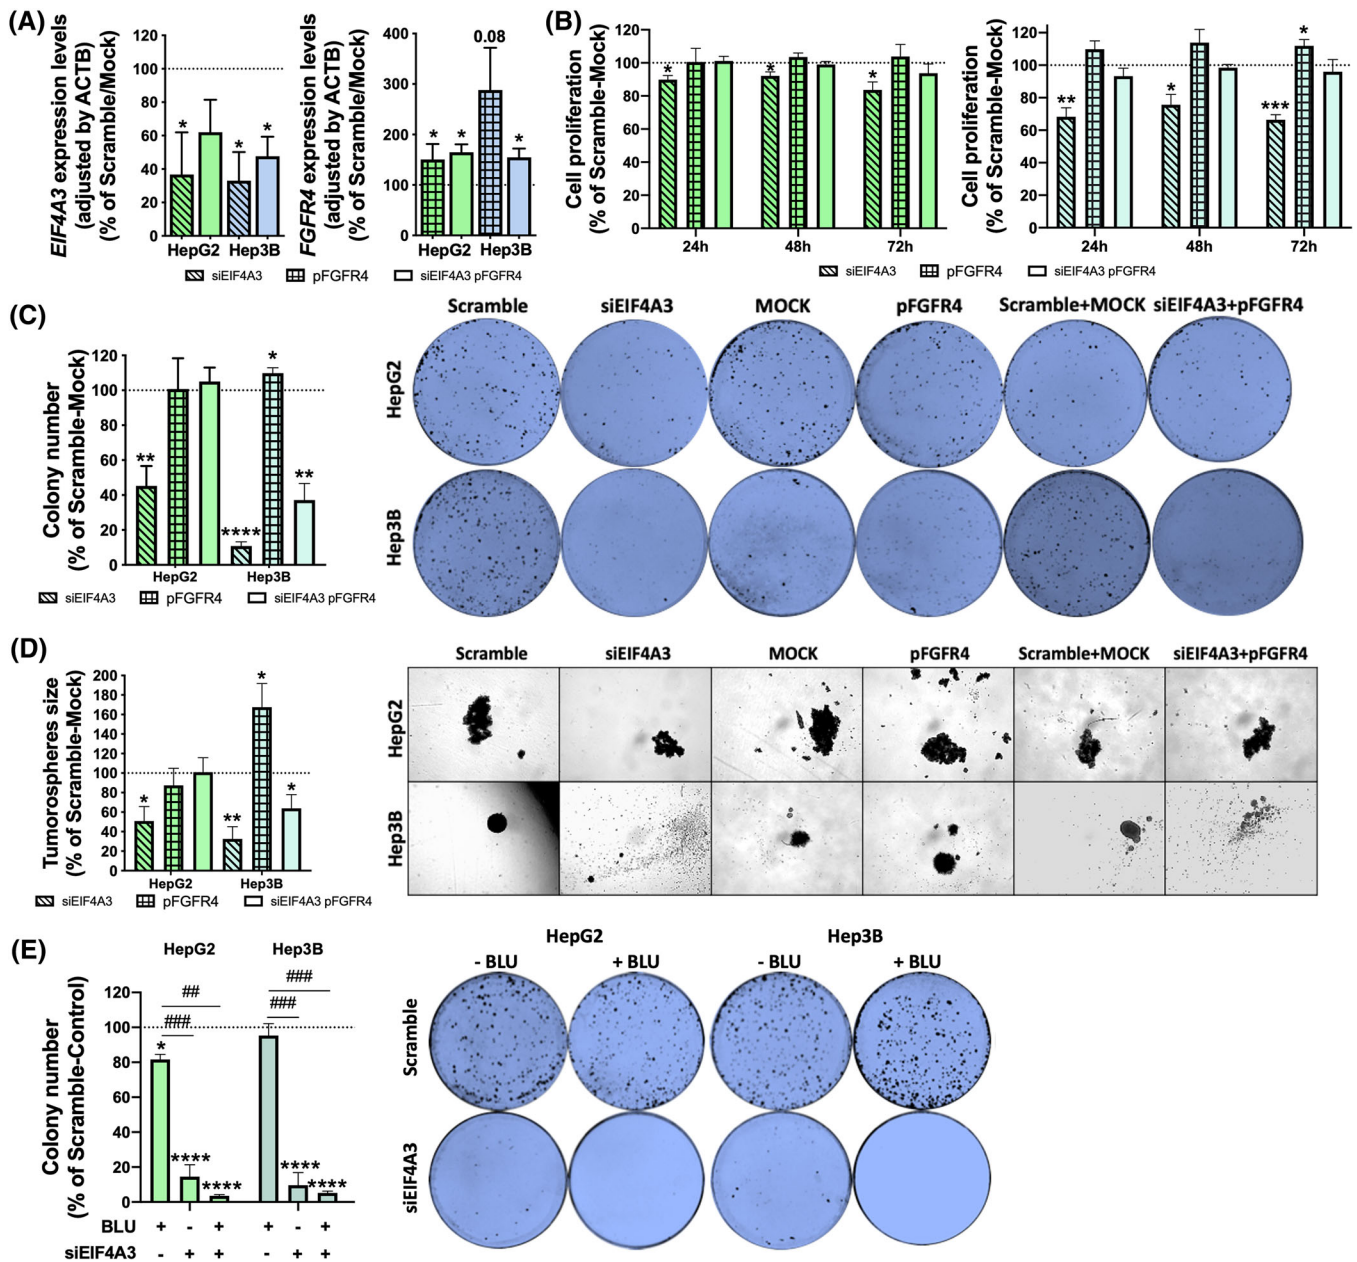 (A)
EIF4A3 expression levels
(adjusted by ACTB)
(% of Scramble/Mock)
120
100
80
60
40
20
0
*
*
*
HepG2 Hep3B
FGFR4 expression levels
(adjusted by ACTB)
(% of Scramble/Mock)
400
300
200
100
0
0.08
*
*
*
HepG2 Hep3B
siEIF4A3 pFGFR4 siEIF4A3 pFGFR4
(B)
Cell proliferation
(% of Scramble-Mock)
120
100
80
60
40
20
0
*
*
*
24h 48h 72h
Cell proliferation
(% of Scramble-Mock)
120
100
80
60
40
20
0
**
*
***
*
24h 48h 72h
siEIF4A3 pFGFR4 siEIF4A3 pFGFR4
(C)
Colony number
(% of Scramble-Mock)
120
100
80
60
40
20
0
**
****
*
**
HepG2 Hep3B
siEIF4A3 pFGFR4 siEIF4A3 pFGFR4
Scramble siEIF4A3 MOCK pFGFR4 Scramble+MOCK siEIF4A3+pFGFR4
HepG2
Hep3B
(D)
Tumorospheres size
(% of Scramble-Mock)
200
180
160
140
120
100
80
60
40
20
0
*
**
*
*
HepG2 Hep3B
siEIF4A3 pFGFR4 siEIF4A3 pFGFR4
Scramble siEIF4A3 MOCK pFGFR4 Scramble+MOCK siEIF4A3+pFGFR4
HepG2
Hep3B
(E)
HepG2 Hep3B
Colony number
(% of Scramble-Control)
120
100
80
60
40
20
0
## ###
### ###
*
**** **** **** ****
BLU + - + + - +
siEIF4A3 - + + - + +
HepG2 Hep3B
- BLU + BLU - BLU + BLU
Scramble
siEIF4A3